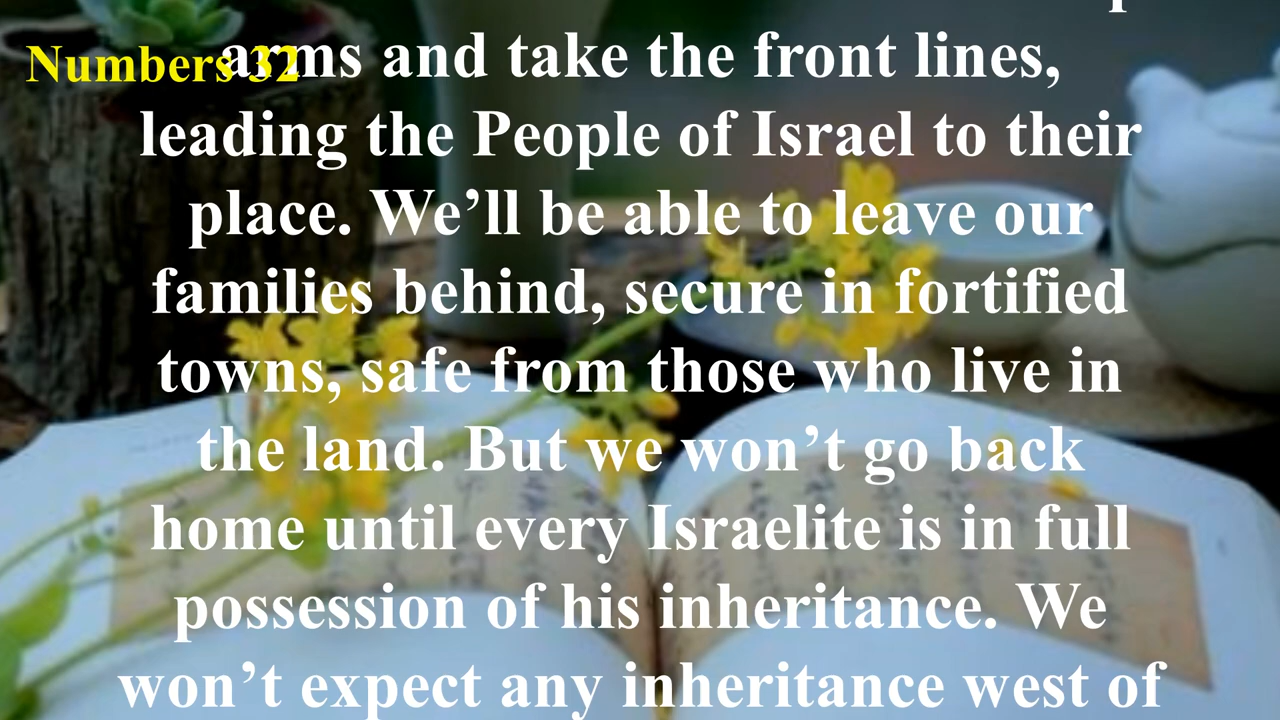 Numbers 32
arms and take the front lines,
leading the People of Israel to their
place. We’ll be able to leave our
families behind, secure in fortified
towns, safe from those who live in
the land. But we won’t go back
home until every Israelite is in full
possession of his inheritance. We
won’t expect any inheritance west of